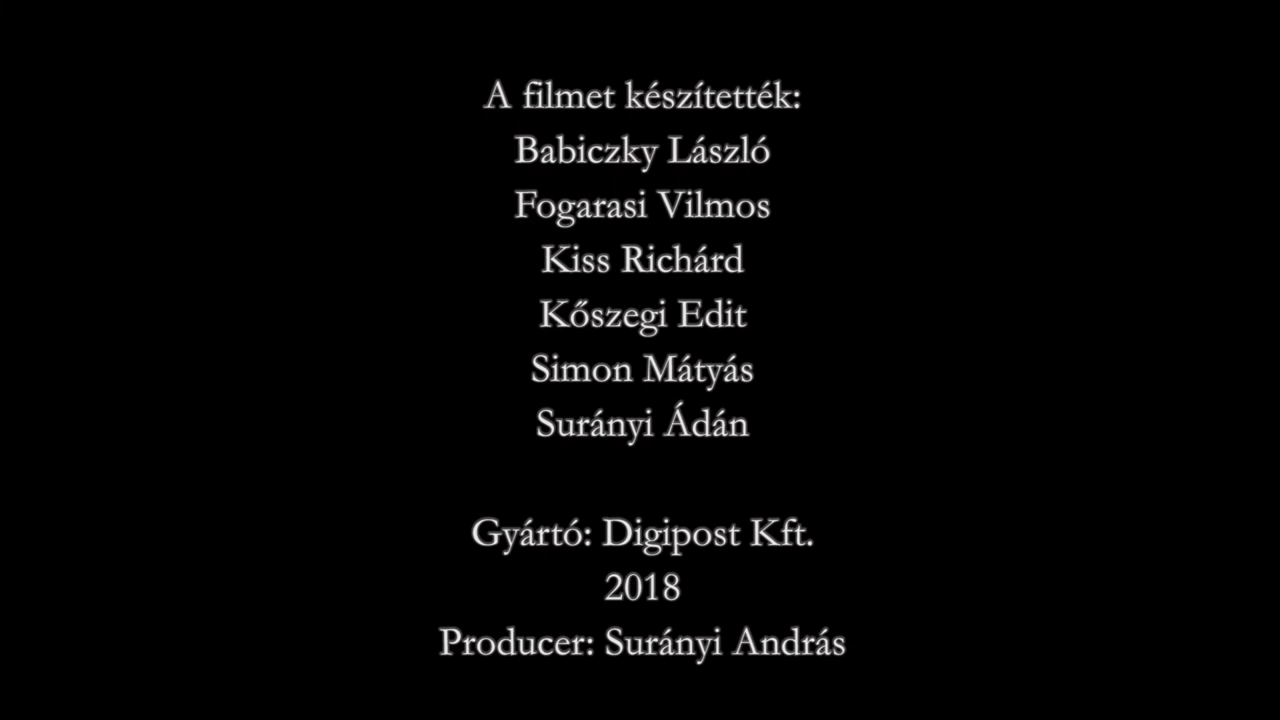 A filmet készítették:
Babiczky László
Fogarasi Vilmos
Kiss Richárd
Kőszegi Edit
Simon Mátyás
Surányi Ádán
Gyártó: Digipost Kft.
2018
Producer: Surányi András